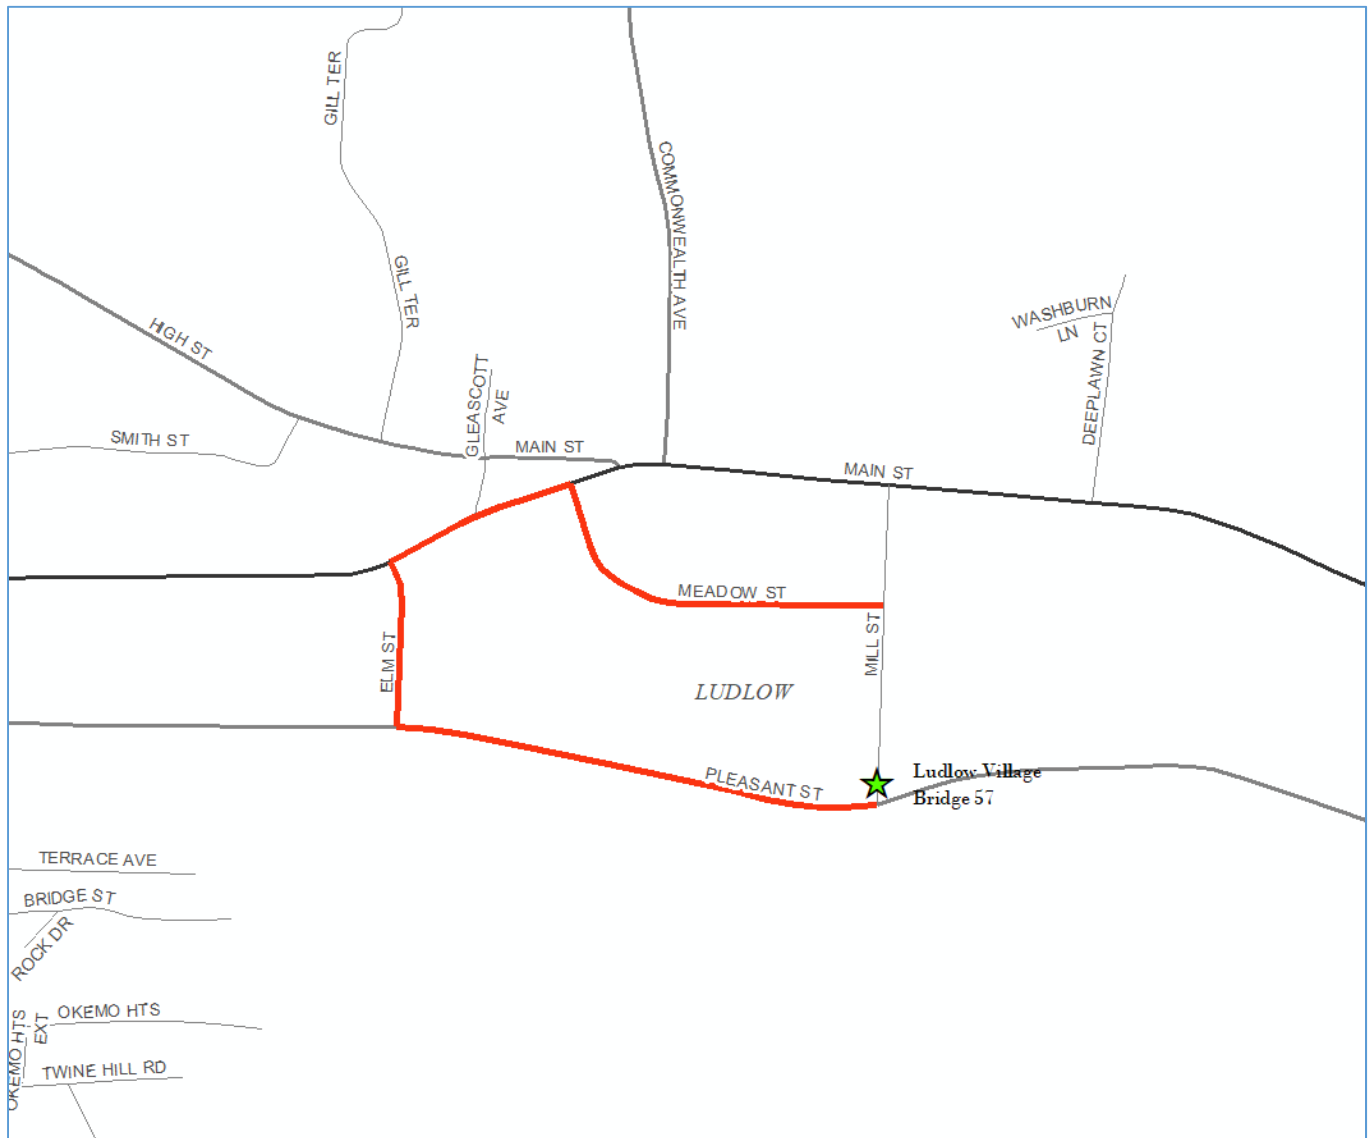 GILL TER
COMMONWEALTH AVE
GILL TER
WASHBURN
LN
HIGH ST
DEEPLAWN CT
GLEASCOTT
AVE
SMITH ST
MAIN ST
MAIN ST
MEADOW ST
MILL ST
ELM ST
LUDLOW
PLEASANT ST
Ludlow Village
Bridge 57
TERRACE AVE
BRIDGE ST
ROCK DR
OKEMO HTS
EXT
OKEMO HTS
TWINE HILL RD